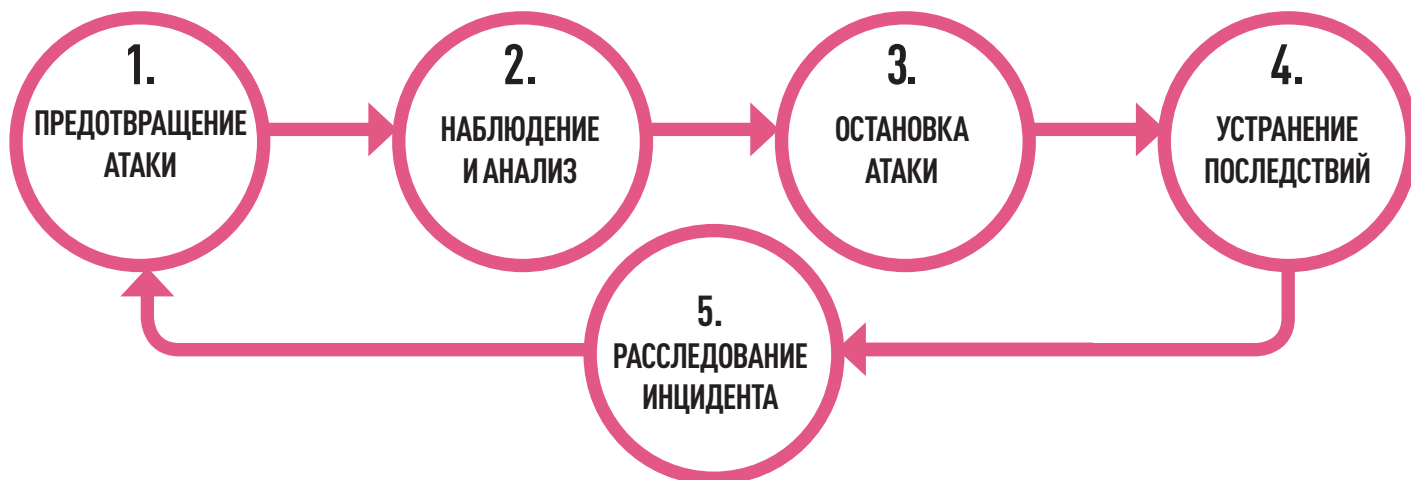 1.
ПРЕДОТВРАЩЕНИЕ
АТАКИ
2.
НАБЛЮДЕНИЕ
И АНАЛИЗ
3.
ОСТАНОВКА
АТАКИ
4.
УСТРАНЕНИЕ
ПОСЛЕДСТВИЙ
5.
РАССЛЕДОВАНИЕ
ИНЦИДЕНТА